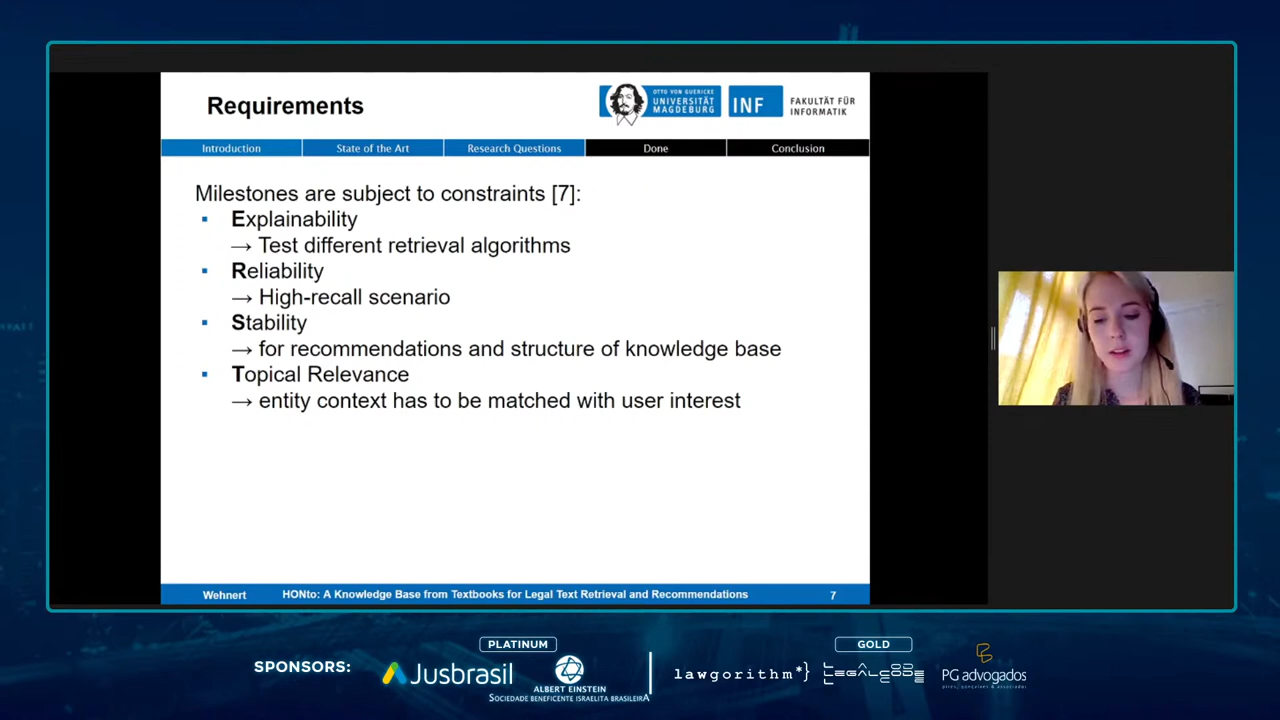 Requirements
OTTO VON GUERICKE
UNIVERSITÄT
MAGDEBURG
INF
FAKULTÄT FÜR
INFORMATIK
Introduction
State of the Art
Research Questions
Done
Conclusion
Milestones are subject to constraints [7]:
▪ Explainability
→ Test different retrieval algorithms
▪ Reliability
→ High-recall scenario
▪ Stability
→ for recommendations and structure of knowledge base
▪ Topical Relevance
→ entity context has to be matched with user interest
Wehnert
HONto: A Knowledge Base from Textbooks for Legal Text Retrieval and Recommendations
7
SPONSORS:
PLATINUM
Jusbrasil
ALBERT EINSTEIN
SOCIEDADE BENEFICENTE ISRAELITA BRASILEIRA
GOLD
lawgorithm*}
LEGALCODE
PG advogados